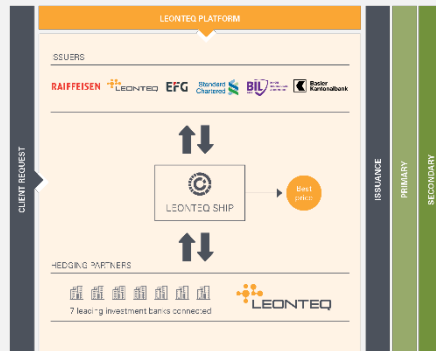 LEONTEQ PLATFORM
CLIENT REQUEST
ISSUERS
RAIFFEISEN
LEONTEQ
EFG
Standard
Chartered
BIL
Basler
Kantonalbank
LEONTEQ SHIP
Best
price
HEDGING PARTNERS
7 leading investment banks connected
LEONTEQ
ISSUANCE
PRIMARY
SECONDARY